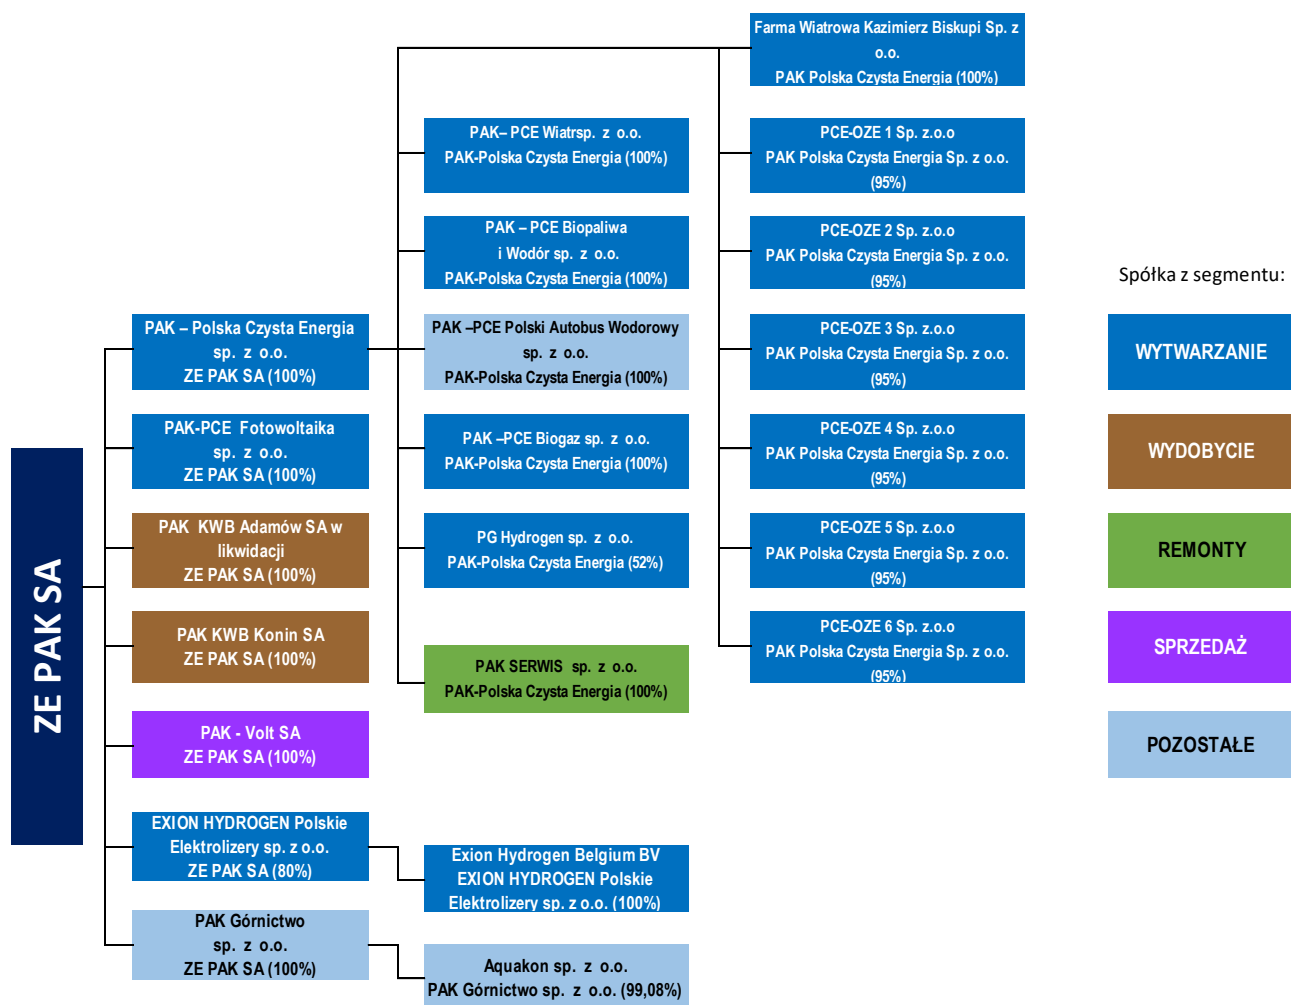 ZE PAK SA
PAK – Polska Czysta Energia
sp. z o.o.
ZE PAK SA (100%)
PAK-PCE Fotowoltaika
sp. z o.o.
ZE PAK SA (100%)
PAK KWB Adamów SA w
likwidacji
ZE PAK SA (100%)
PAK KWB Konin SA
ZE PAK SA (100%)
PAK - Volt SA
ZE PAK SA (100%)
EXION HYDROGEN Polskie
Elektrolizery sp. z o.o.
ZE PAK SA (80%)
PAK Górnictwo
sp. z o.o.
ZE PAK SA (100%)
PAK– PCE Wiatrsp. z o.o.
PAK-Polska Czysta Energia (100%)
PAK – PCE Biopaliwa
i Wodór sp. z o.o.
PAK-Polska Czysta Energia (100%)
PAK –PCE Polski Autobus Wodorowy
sp. z o.o.
PAK-Polska Czysta Energia (100%)
PAK –PCE Biogaz sp. z o.o.
PAK-Polska Czysta Energia (100%)
PG Hydrogen sp. z o.o.
PAK-Polska Czysta Energia (52%)
PAK SERWIS sp. z o.o.
PAK-Polska Czysta Energia (100%)
Exion Hydrogen Belgium BV
EXION HYDROGEN Polskie
Elektrolizery sp. z o.o. (100%)
Aquakon sp. z o.o.
PAK Górnictwo sp. z o.o. (99,08%)
Farma Wiatrowa Kazimierz Biskupi Sp. z
o.o.
PAK Polska Czysta Energia (100%)
PCE-OZE 1 Sp. z.o.o
PAK Polska Czysta Energia Sp. z o.o.
(95%)
PCE-OZE 2 Sp. z.o.o
PAK Polska Czysta Energia Sp. z o.o.
(95%)
PCE-OZE 3 Sp. z.o.o
PAK Polska Czysta Energia Sp. z o.o.
(95%)
PCE-OZE 4 Sp. z.o.o
PAK Polska Czysta Energia Sp. z o.o.
(95%)
PCE-OZE 5 Sp. z.o.o
PAK Polska Czysta Energia Sp. z o.o.
(95%)
PCE-OZE 6 Sp. z.o.o
PAK Polska Czysta Energia Sp. z o.o.
(95%)
Spółka z segmentu:
WYTWARZANIE
WYDOBYCIE
REMONTY
SPRZEDAŻ
POZOSTAŁE